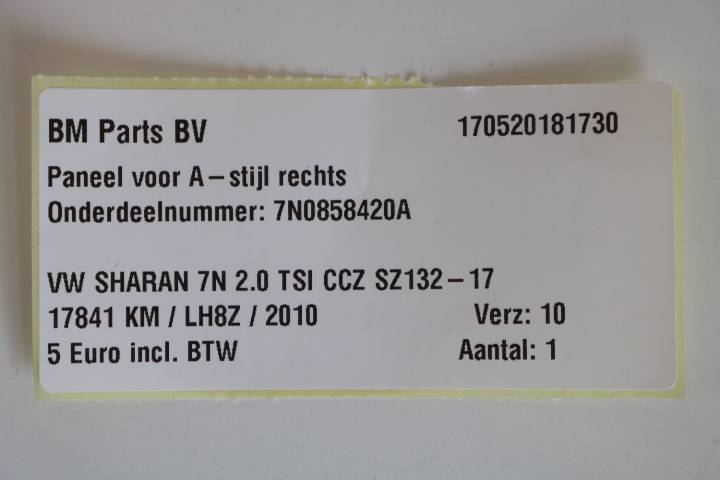 BM Parts BV 170520181730
Paneel voor A-stijl rechts
Onderdeelnummer: 7N0858420A
VW SHARAN 7N 2.0 TSI CCZ SZ132-17
17841 KM / LH8Z / 2010 Verz: 10
5 Euro incl. BTW Aantal: 1